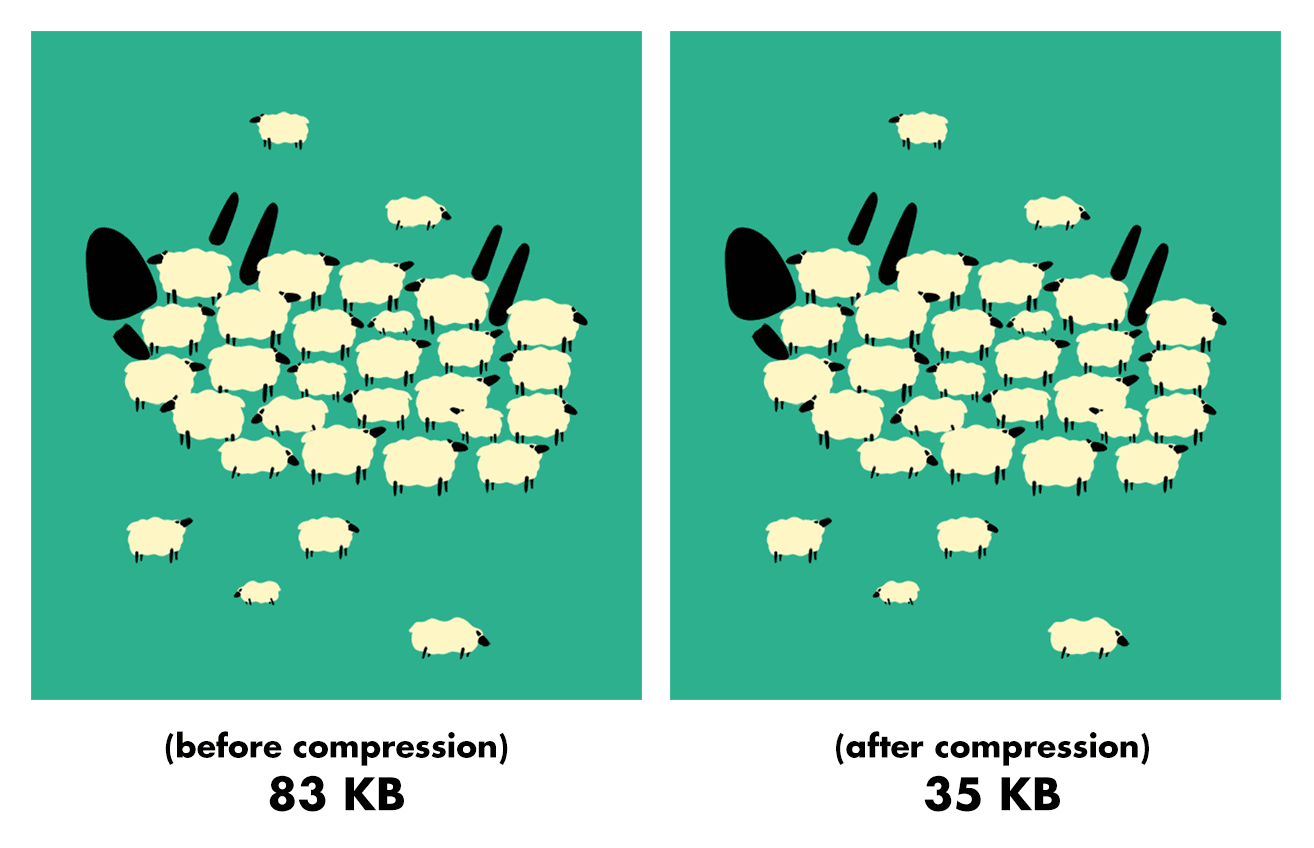 (before compression)
83 KB
(after compression)
35 KB